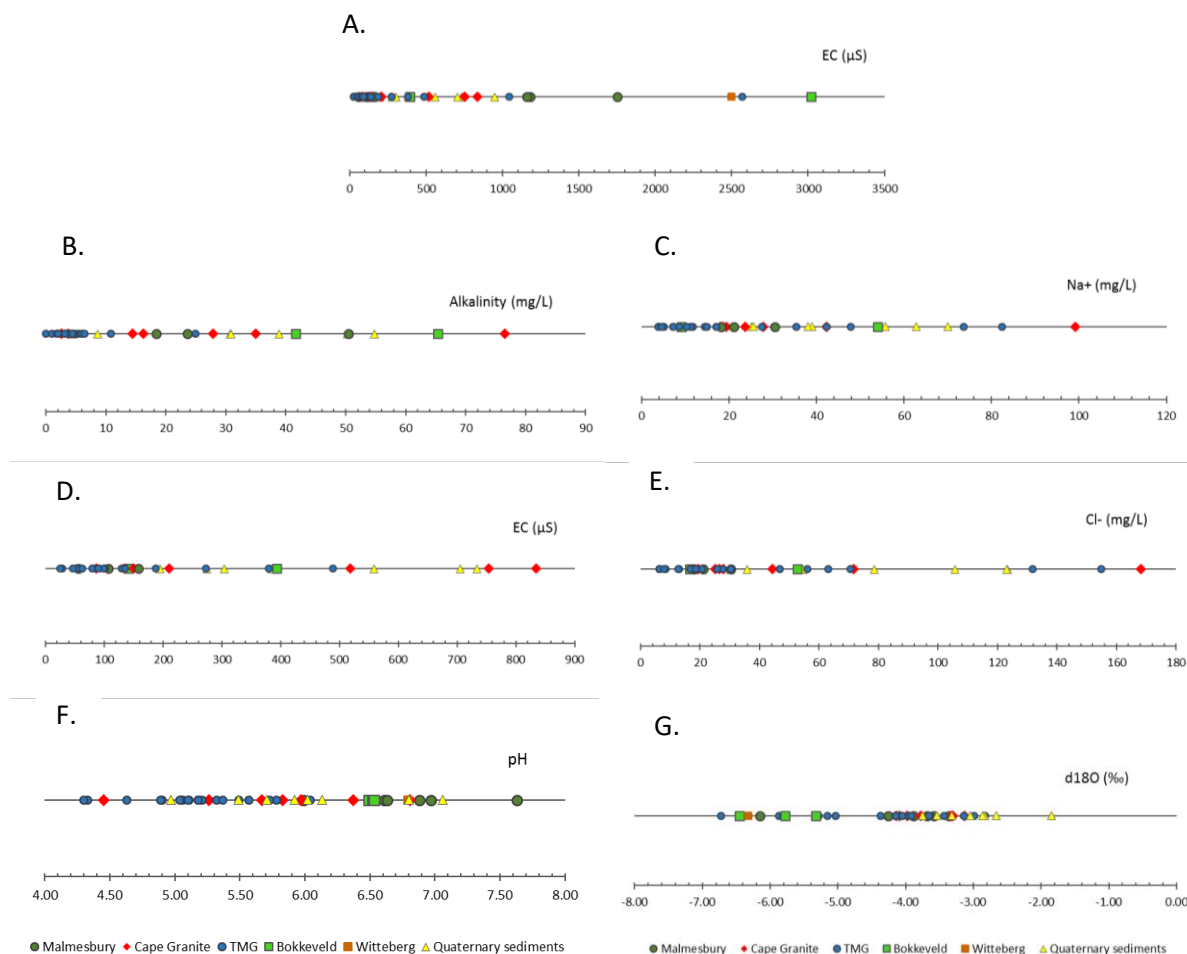 A.
EC (µS)
0 500 1000 1500 2000 2500 3000 3500
B.
Alkalinity (mg/L)
0 10 20 30 40 50 60 70 80 90
C.
Na+ (mg/L)
0 20 40 60 80 100 120
D.
EC (µS)
0 100 200 300 400 500 600 700 800 900
E.
Cl- (mg/L)
0 20 40 60 80 100 120 140 160 180
F.
pH
4.00 4.50 5.00 5.50 6.00 6.50 7.00 7.50 8.00
G.
d18O (‰)
-8.00 -7.00 -6.00 -5.00 -4.00 -3.00 -2.00 -1.00 0.00
Malmesbury Cape Granite TMG Bokkeveld Witteberg Quaternary sediments
Malmesbury Cape Granite TMG Bokkeveld Witteberg Quaternary sediments